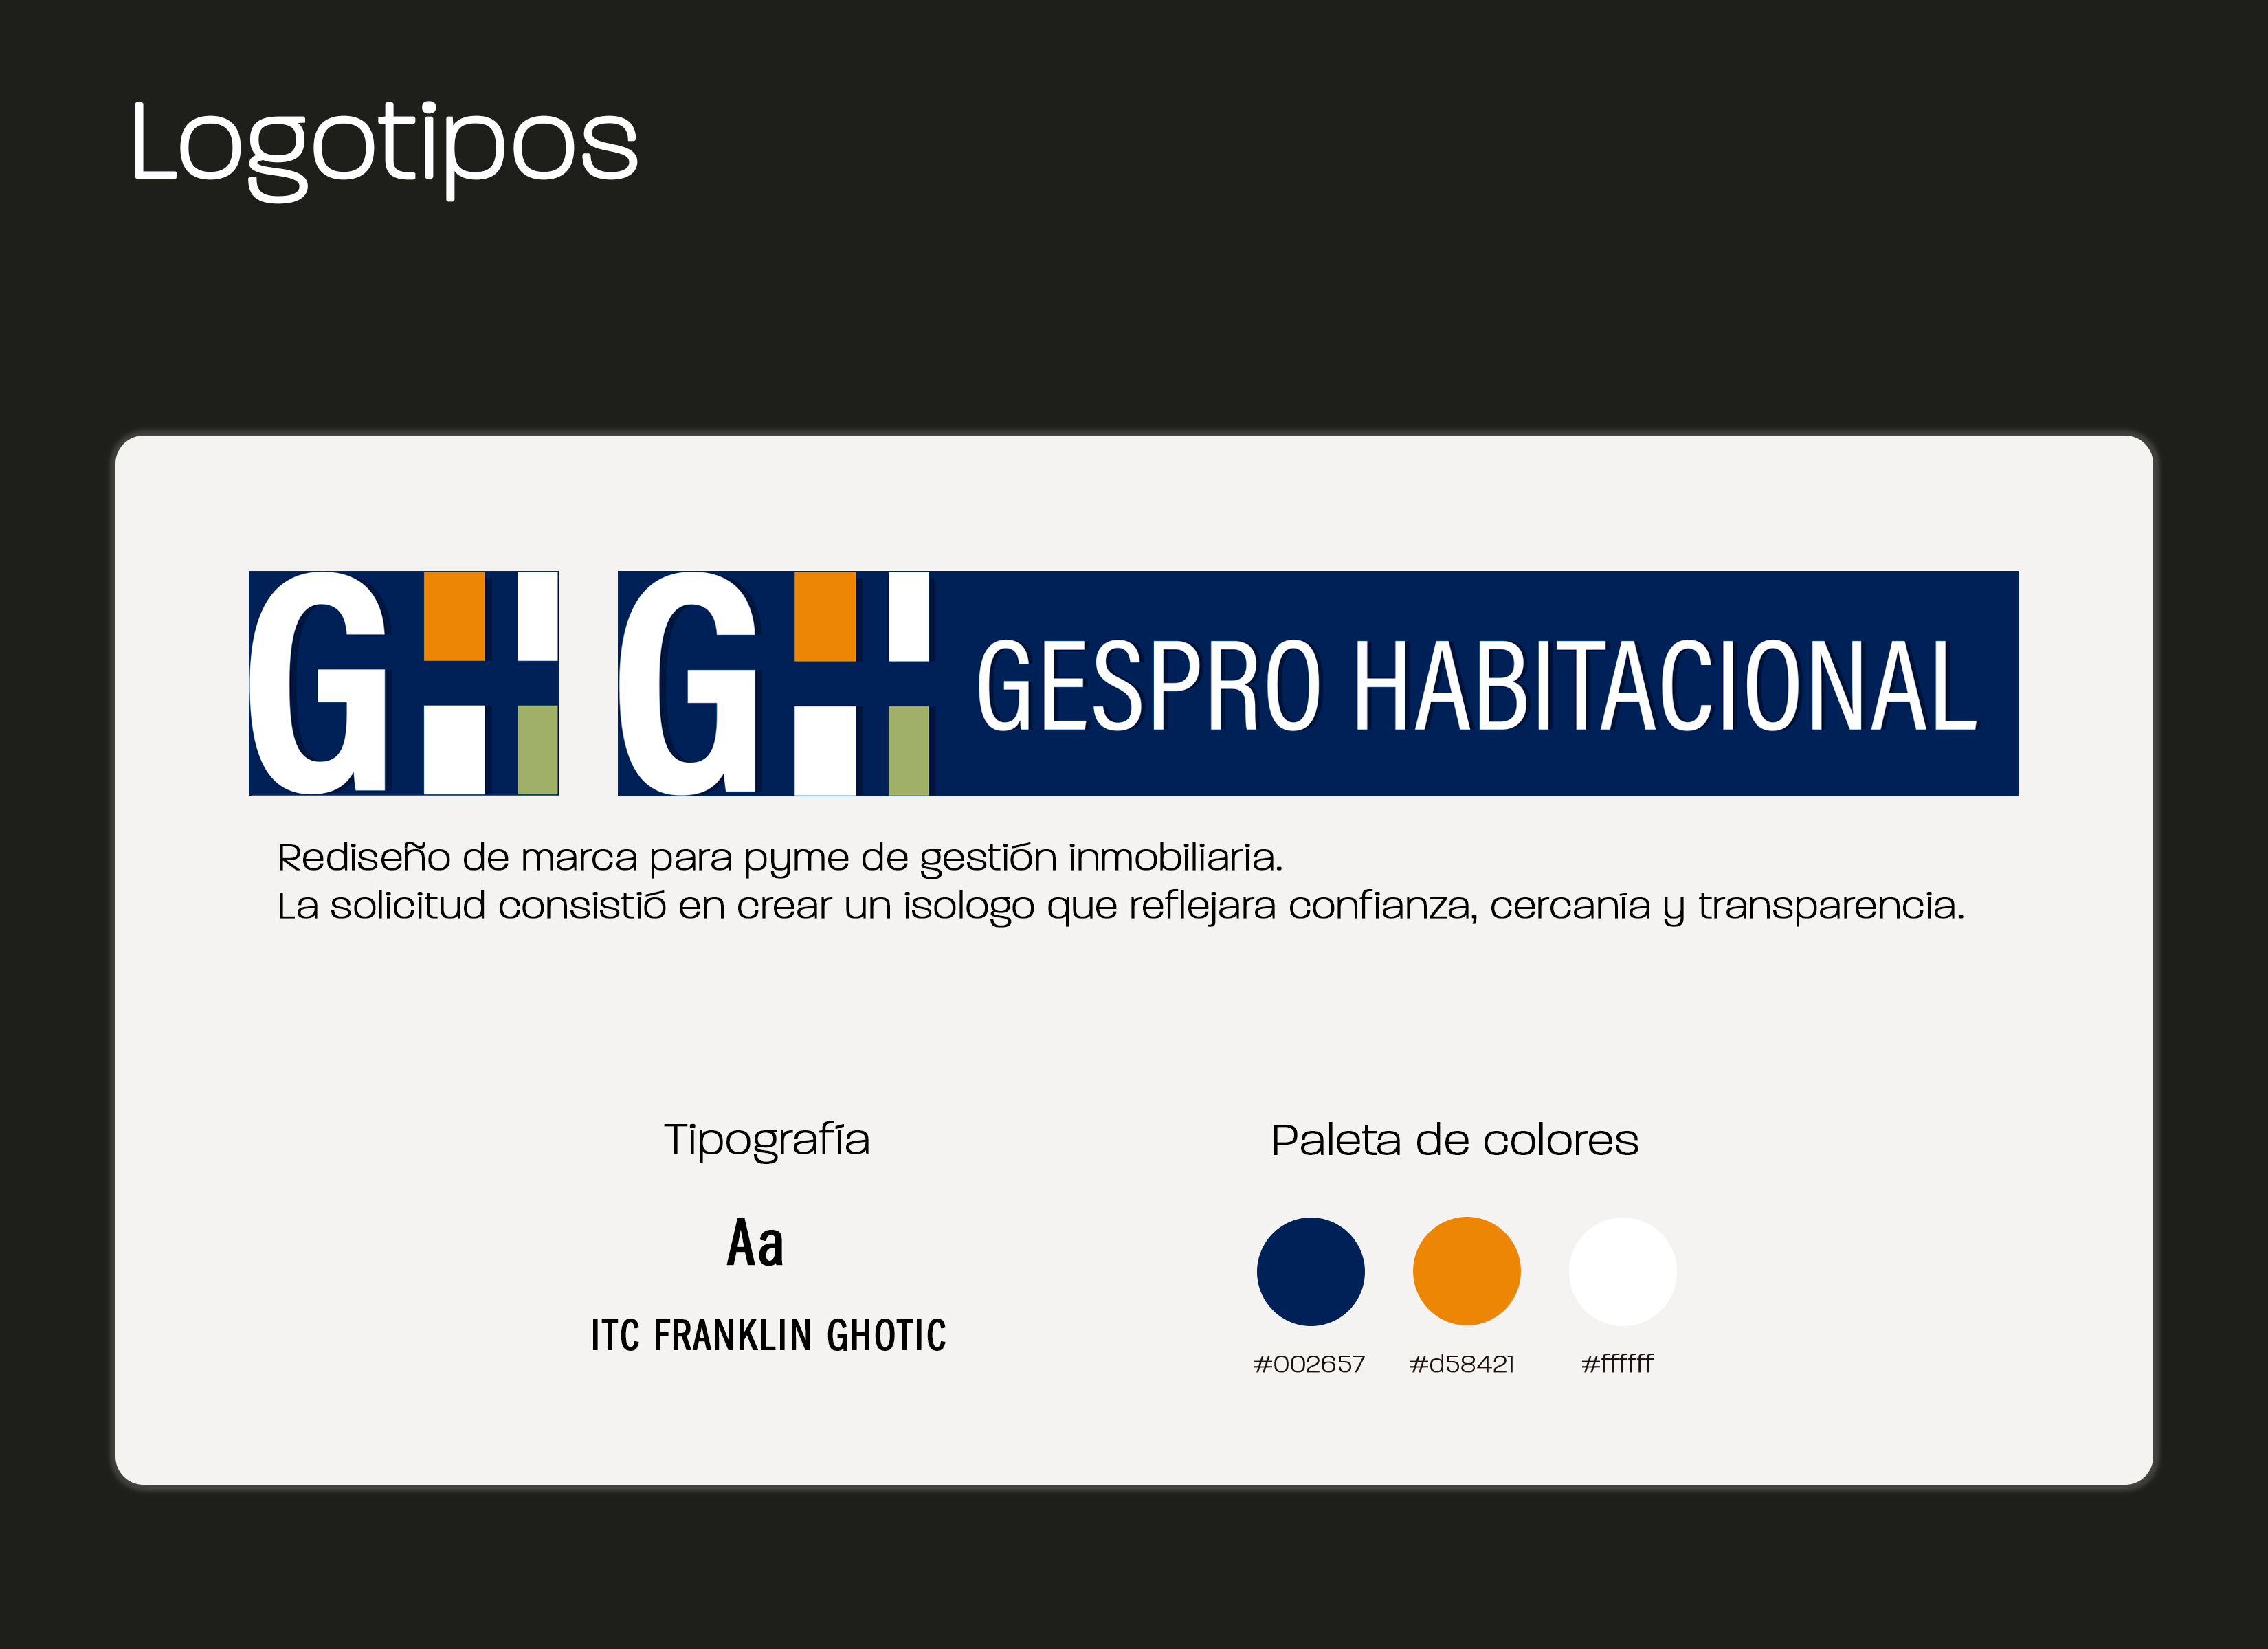 Logotipos
GH
GH GESPRO HABITACIONAL
Rediseño de marca para pyme de gestión inmobiliaria.
La solicitud consistió en crear un isologo que reflejara confianza, cercanía y transparencia.
Tipografía
Aa
ITC FRANKLIN GHOTIC
Paleta de colores
#002657 #d58421 #ffffff